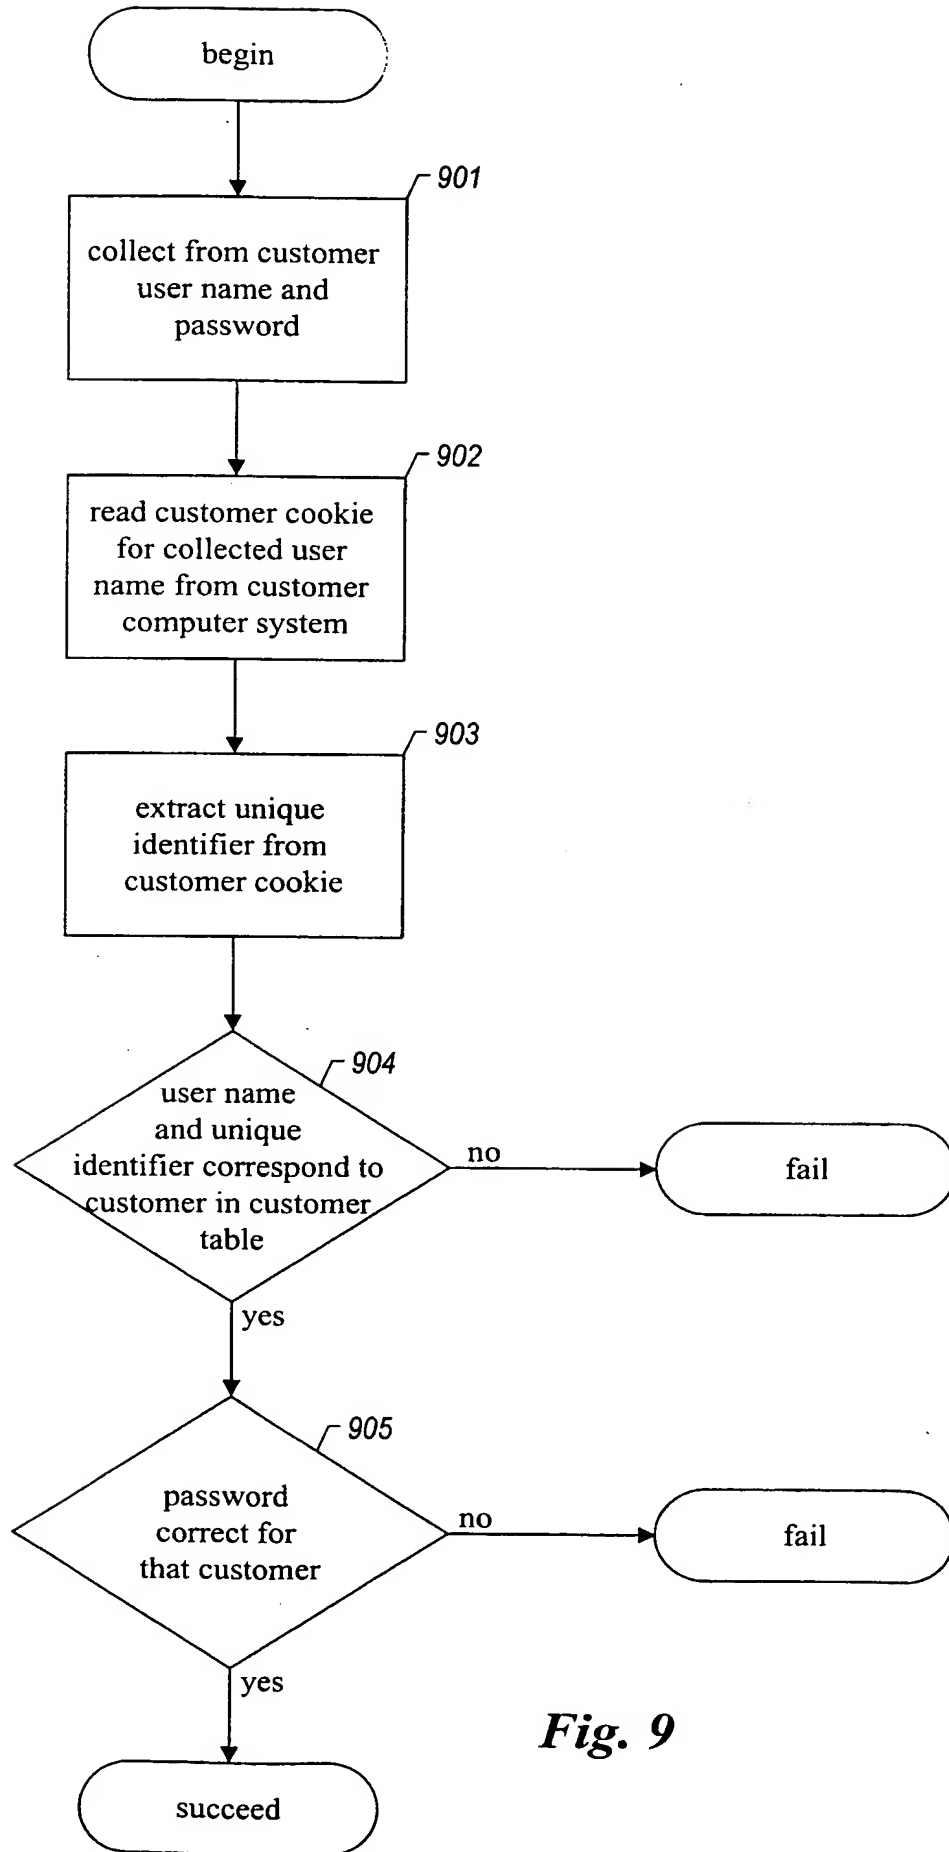 begin
901
collect from customer
user name and
password
902
read customer cookie
for collected user
name from customer
computer system
903
extract unique
identifier from
customer cookie
904
user name
and unique
identifier correspond to
customer in customer
table
no
fail
yes
905
password
correct for
that customer
no
fail
yes
Fig. 9
succeed